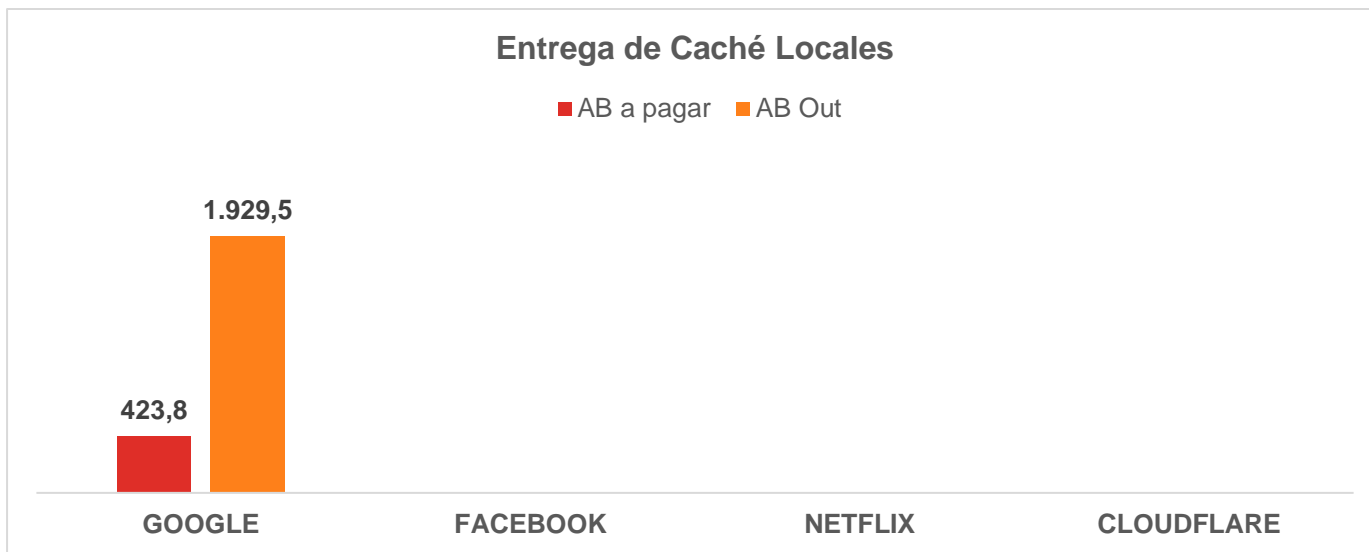 Entrega de Caché Locales
AB a pagar AB Out
1.929,5
423,8
GOOGLE FACEBOOK NETFLIX CLOUDFLARE